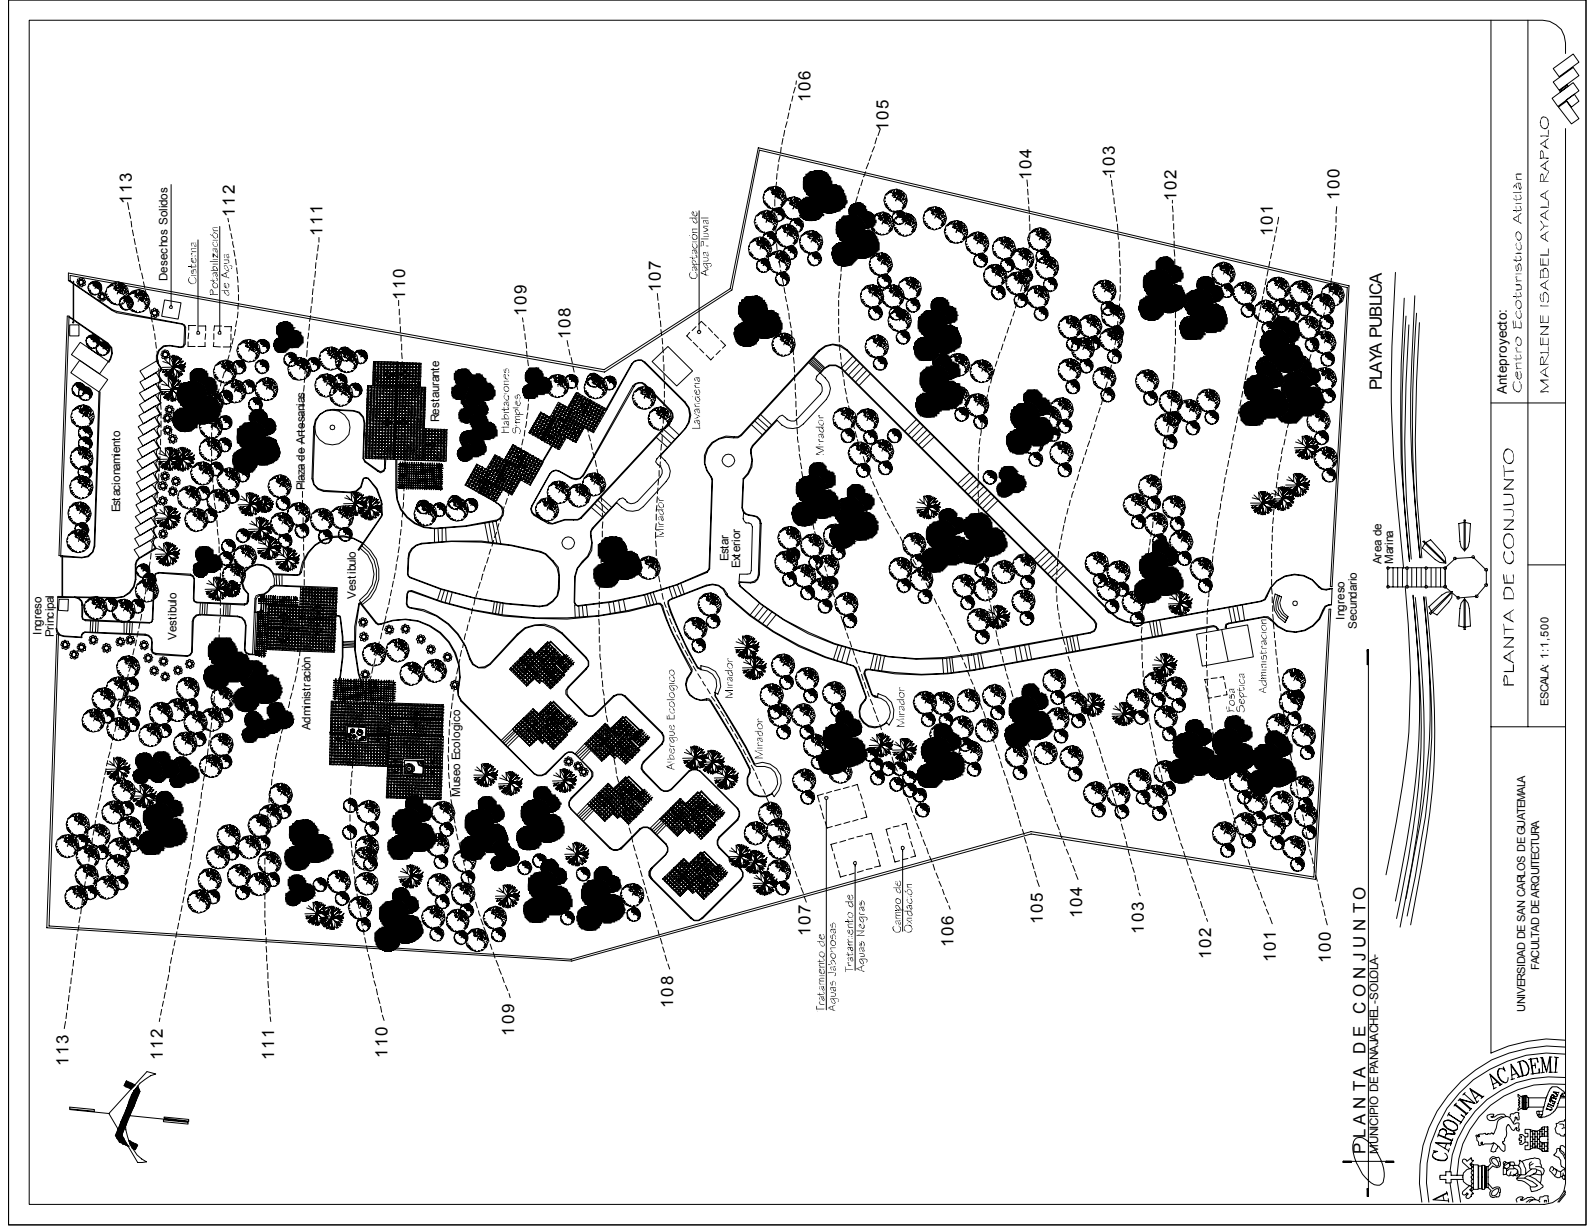 113
Desechos Solidos
Cisterna
Potabilización
de Agua
112
111
110
109
108
107
Captación de
Agua Pluvial
106
105
104
103
102
101
100
Estacionamiento
Plaza de Artesanías
Restaurante
Habitaciones
Simples
Lavandería
Mirador
Mirador
Estar
Exterior
Ingreso
Principal
Vestíbulo
Vestíbulo
Administración
Museo Ecologico
Albergue Ecologico
Mirador
Mirador
Mirador
Fosa
Septica
Administración
Ingreso
Secundario
Area de
Marina
PLAYA PUBLICA
113
112
111
110
109
108
107
Tratamiento de
Aguas Jabonosas
Tratamiento de
Aguas Negras
Campo de
Oxidación
106
105
104
103
102
101
100
PLANTA DE CONJUNTO
MUNICIPIO DE PANAJACHEL -SOLOLA-
CAROLINA ACADEMI
ULTRA
UNIVERSIDAD DE SAN CARLOS DE GUATEMALA
FACULTAD DE ARQUITECTURA
PLANTA DE CONJUNTO
ESCALA: 1:1,500
Anteproyecto:
Centro Ecoturistico Atitlán
MARLENE ISABEL AYALA RAPALO